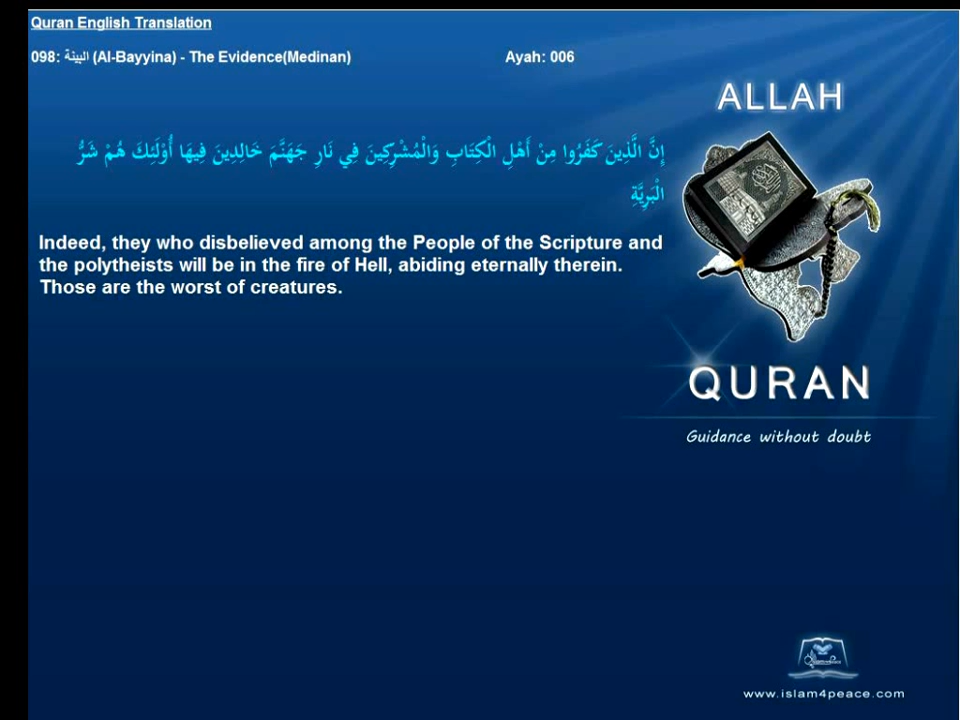 Quran English Translation
098: البينة (Al-Bayyina) - The Evidence(Medinan) Ayah: 006
ALLAH
إِنَّ الَّذِينَ كَفَرُوا مِنْ أَهْلِ الْكِتَابِ وَالْمُشْرِكِينَ فِي نَارِ جَهَنَّمَ خَالِدِينَ فِيهَا أُوْلَئِكَ هُمْ شَرُّ
الْبَرِيَّةِ
Indeed, they who disbelieved among the People of the Scripture and
the polytheists will be in the fire of Hell, abiding eternally therein.
Those are the worst of creatures.
QURAN
Guidance without doubt
www.islam4peace.com